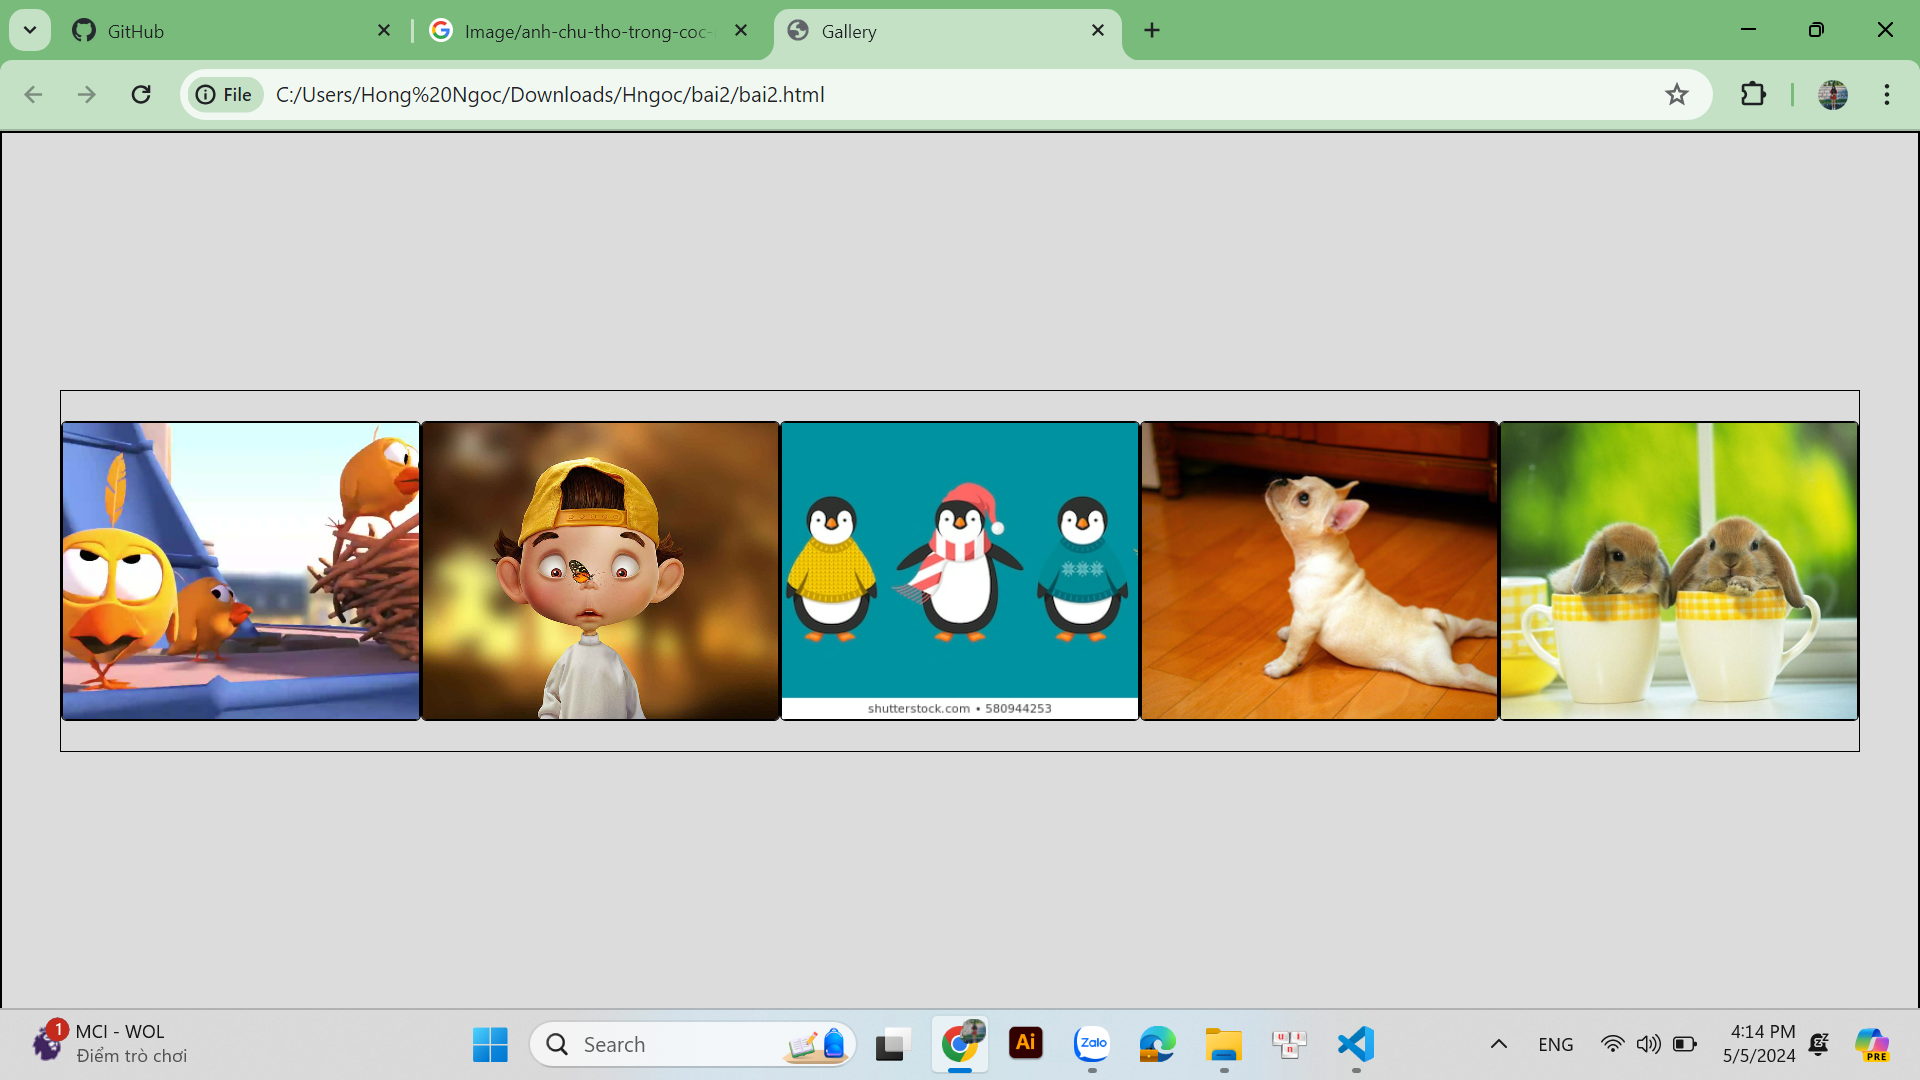 GitHub
Image/anh-chu-tho-trong-coc-
Gallery
File
C:/Users/Hong%20Ngoc/Downloads/Hngoc/bai2/bai2.html
shutterstock.com • 580944253
1
MCI - WOL
Điểm trò chơi
Search
Ai
Zalo
u i
n
ENG
4:14 PM
5/5/2024
PRE